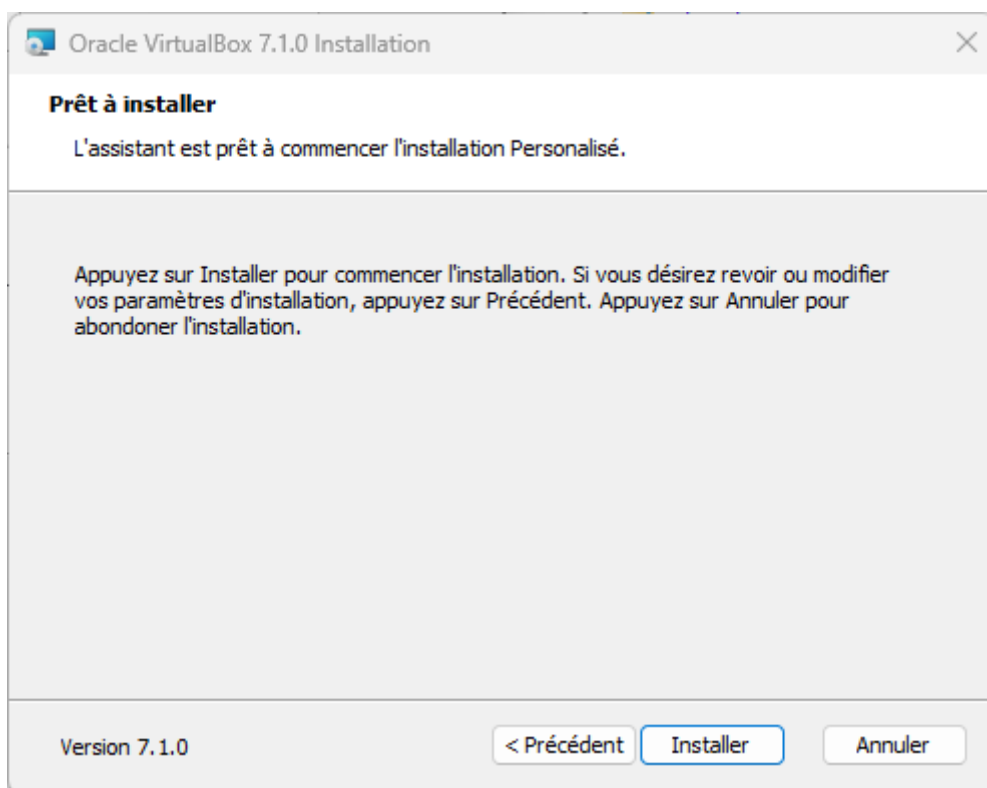 Oracle VirtualBox 7.1.0 Installation
Prêt à installer
L'assistant est prêt à commencer l'installation Personalisé.
Appuyez sur Installer pour commencer l'installation. Si vous désirez revoir ou modifier
vos paramètres d'installation, appuyez sur Précédent. Appuyez sur Annuler pour
abondoner l'installation.
Version 7.1.0
< Précédent
Installer
Annuler